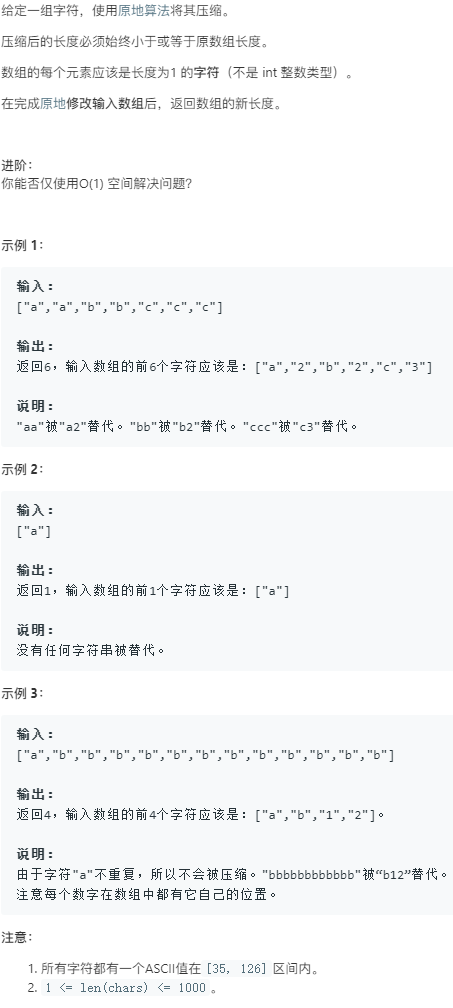 给定一组字符，使用原地算法将其压缩。
压缩后的长度必须始终小于或等于原数组长度。
数组的每个元素应该是长度为1 的字符（不是 int 整数类型）。
在完成原地修改输入数组后，返回数组的新长度。
进阶：
你能否仅使用O(1) 空间解决问题？
示例 1：
输入：
["a","a","b","b","c","c","c"]
输出：
返回6，输入数组的前6个字符应该是：["a","2","b","2","c","3"]
说明：
"aa"被"a2"替代。"bb"被"b2"替代。"ccc"被"c3"替代。
示例 2：
输入：
["a"]
输出：
返回1，输入数组的前1个字符应该是：["a"]
说明：
没有任何字符串被替代。
示例 3：
输入：
["a","b","b","b","b","b","b","b","b","b","b","b","b"]
输出：
返回4，输入数组的前4个字符应该是：["a","b","1","2"]。
说明：
由于字符"a"不重复，所以不会被压缩。"bbbbbbbbbbbb"被“b12”替代。
注意每个数字在数组中都有它自己的位置。
注意：
1. 所有字符都有一个ASCII值在 [35, 126] 区间内。
2. 1 <= len(chars) <= 1000 。